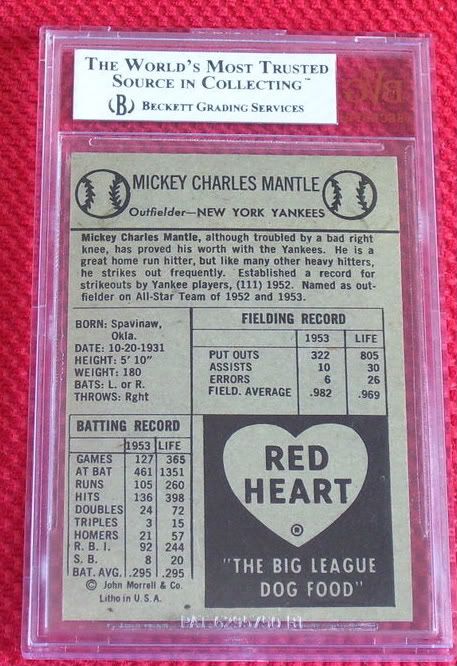 THE WORLD'S MOST TRUSTED
SOURCE IN COLLECTING™
(B) BECKETT GRADING SERVICES
MICKEY CHARLES MANTLE
Outfielder—NEW YORK YANKEES
Mickey Charles Mantle, although troubled by a bad right
knee, has proved his worth with the Yankees. He is a
great home run hitter, but like many other heavy hitters,
he strikes out frequently. Established a record for
strikeouts by Yankee players, (111) 1952. Named as out-
fielder on All-Star Team of 1952 and 1953.
BORN: Spavinaw,
Okla.
DATE: 10-20-1931
HEIGHT: 5' 10"
WEIGHT: 180
BATS: L. or R.
THROWS: Rght
FIELDING RECORD
1953 LIFE
PUT OUTS 322 805
ASSISTS 10 30
ERRORS 6 26
FIELD. AVERAGE .982 .969
BATTING RECORD
1953 LIFE
GAMES 127 365
AT BAT 461 1351
RUNS 105 260
HITS 136 398
DOUBLES 24 72
TRIPLES 3 15
HOMERS 21 57
R. B. I. 92 244
S. B. 8 20
BAT. AVG. .295 .295
© John Morrell & Co.
Litho in U. S. A.
RED
HEART
®
"THE BIG LEAGUE
DOG FOOD"